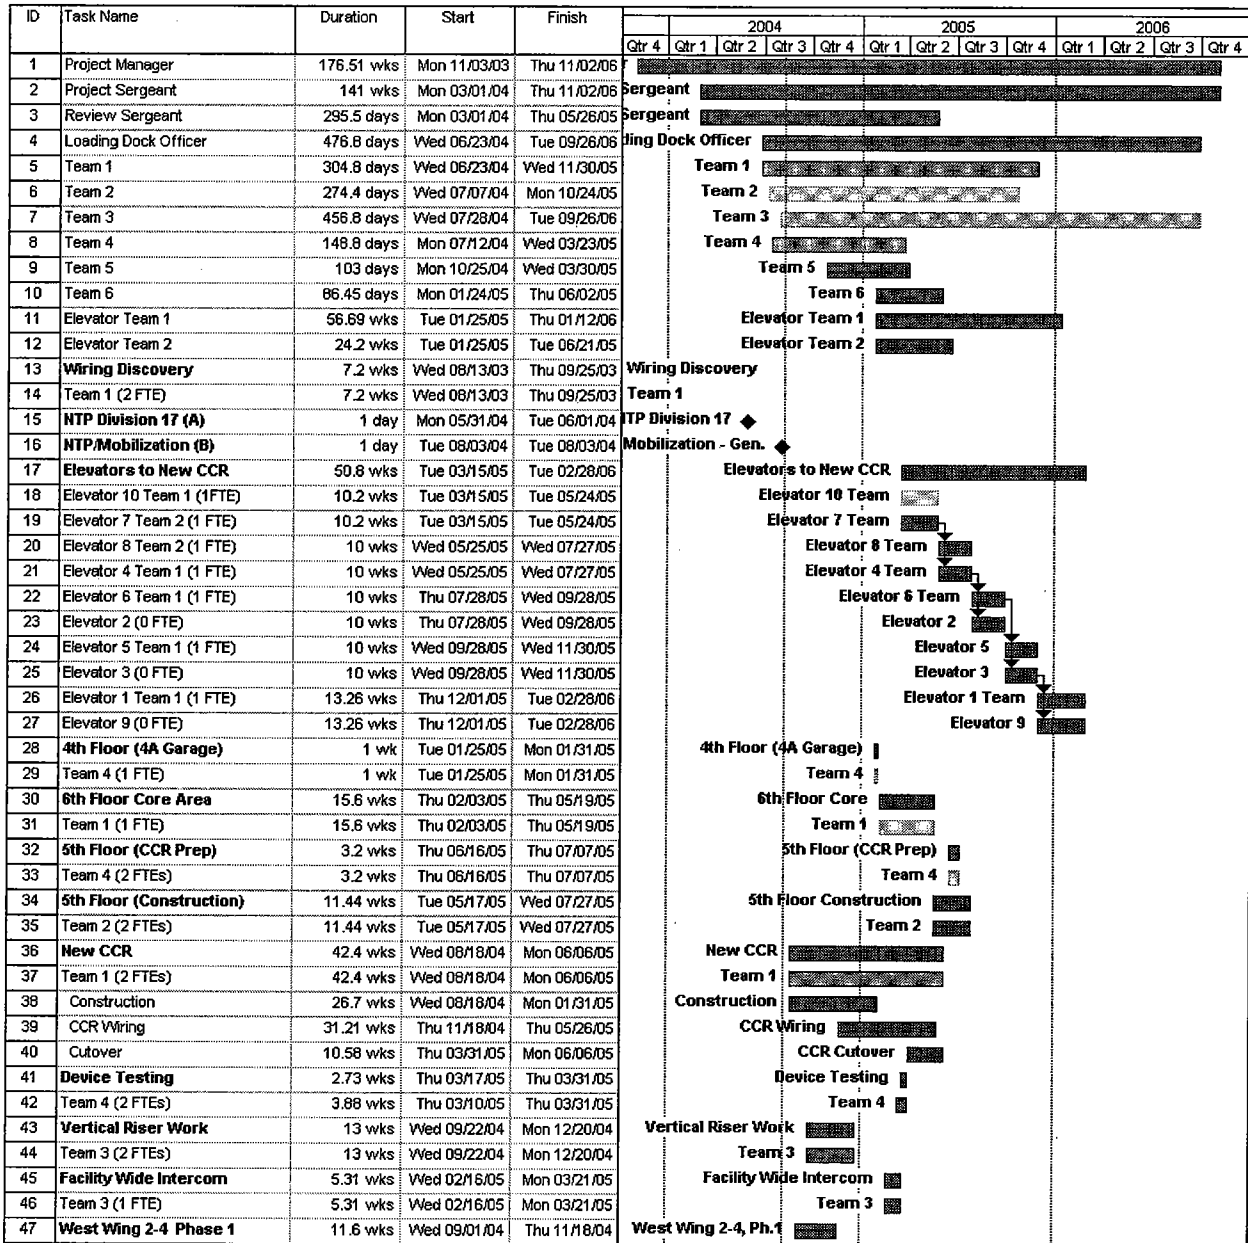 ID Task Name Duration Start Finish 2004 2005 2006
Qtr 4 Qtr 1 Qtr 2 Qtr 3 Qtr 4 Qtr 1 Qtr 2 Qtr 3 Qtr 4 Qtr 1 Qtr 2 Qtr 3 Qtr 4
1 Project Manager 176.51 wks Mon 11/03/03 Thu 11/02/06
2 Project Sergeant 141 wks Mon 03/01/04 Thu 11/02/06 Sergeant
3 Review Sergeant 295.5 days Mon 03/01/04 Thu 05/26/05 Sergeant
4 Loading Dock Officer 476.8 days Wed 06/23/04 Tue 09/26/06 ding Dock Officer
5 Team 1 304.8 days Wed 06/23/04 Wed 11/30/05 Team 1
6 Team 2 274.4 days Wed 07/07/04 Mon 10/24/05 Team 2
7 Team 3 456.8 days Wed 07/28/04 Tue 09/26/06 Team 3
8 Team 4 148.8 days Mon 07/12/04 Wed 03/23/05 Team 4
9 Team 5 103 days Mon 10/25/04 Wed 03/30/05 Team 5
10 Team 6 86.45 days Mon 01/24/05 Thu 06/02/05 Team 6
11 Elevator Team 1 56.69 wks Tue 01/25/05 Thu 01/12/06 Elevator Team 1
12 Elevator Team 2 24.2 wks Tue 01/25/05 Tue 06/21/05 Elevator Team 2
13 Wiring Discovery 7.2 wks Wed 08/13/03 Thu 09/25/03 Wiring Discovery
14 Team 1 (2 FTE) 7.2 wks Wed 08/13/03 Thu 09/25/03 Team 1
15 NTP Division 17 (A) 1 day Mon 05/31/04 Tue 06/01/04 NTP Division 17
16 NTP/Mobilization (B) 1 day Tue 08/03/04 Tue 08/03/04 Mobilization - Gen.
17 Elevators to New CCR 50.8 wks Tue 03/15/05 Tue 02/28/06 Elevators to New CCR
18 Elevator 10 Team 1 (1FTE) 10.2 wks Tue 03/15/05 Tue 05/24/05 Elevator 10 Team
19 Elevator 7 Team 2 (1 FTE) 10.2 wks Tue 03/15/05 Tue 05/24/05 Elevator 7 Team
20 Elevator 8 Team 2 (1 FTE) 10 wks Wed 05/25/05 Wed 07/27/05 Elevator 8 Team
21 Elevator 4 Team 1 (1 FTE) 10 wks Wed 05/25/05 Wed 07/27/05 Elevator 4 Team
22 Elevator 6 Team 1 (1 FTE) 10 wks Thu 07/28/05 Wed 09/28/05 Elevator 6 Team
23 Elevator 2 (0 FTE) 10 wks Thu 07/28/05 Wed 09/28/05 Elevator 2
24 Elevator 5 Team 1 (1 FTE) 10 wks Wed 09/28/05 Wed 11/30/05 Elevator 5
25 Elevator 3 (0 FTE) 10 wks Wed 09/28/05 Wed 11/30/05 Elevator 3
26 Elevator 1 Team 1 (1 FTE) 13.26 wks Thu 12/01/05 Tue 02/28/06 Elevator 1 Team
27 Elevator 9 (0 FTE) 13.26 wks Thu 12/01/05 Tue 02/28/06 Elevator 9
28 4th Floor (4A Garage) 1 wk Tue 01/25/05 Mon 01/31/05 4th Floor (4A Garage)
29 Team 4 (1 FTE) 1 wk Tue 01/25/05 Mon 01/31/05 Team 4
30 6th Floor Core Area 15.6 wks Thu 02/03/05 Thu 05/19/05 6th Floor Core
31 Team 1 (1 FTE) 15.6 wks Thu 02/03/05 Thu 05/19/05 Team 1
32 5th Floor (CCR Prep) 3.2 wks Thu 06/16/05 Thu 07/07/05 5th Floor (CCR Prep)
33 Team 4 (2 FTEs) 3.2 wks Thu 06/16/05 Thu 07/07/05 Team 4
34 5th Floor (Construction) 11.44 wks Tue 05/17/05 Wed 07/27/05 5th Floor Construction
35 Team 2 (2 FTEs) 11.44 wks Tue 05/17/05 Wed 07/27/05 Team 2
36 New CCR 42.4 wks Wed 08/18/04 Mon 06/06/05 New CCR
37 Team 1 (2 FTEs) 42.4 wks Wed 08/18/04 Mon 06/06/05 Team 1
38 Construction 26.7 wks Wed 08/18/04 Mon 01/31/05 Construction
39 CCR Wiring 31.21 wks Thu 11/18/04 Thu 05/26/05 CCR Wiring
40 Cutover 10.58 wks Thu 03/31/05 Mon 06/06/05 CCR Cutover
41 Device Testing 2.73 wks Thu 03/17/05 Thu 03/31/05 Device Testing
42 Team 4 (2 FTEs) 3.88 wks Thu 03/10/05 Thu 03/31/05 Team 4
43 Vertical Riser Work 13 wks Wed 09/22/04 Mon 12/20/04 Vertical Riser Work
44 Team 3 (2 FTEs) 13 wks Wed 09/22/04 Mon 12/20/04 Team 3
45 Facility Wide Intercom 5.31 wks Wed 02/16/05 Mon 03/21/05 Facility Wide Intercom
46 Team 3 (1 FTE) 5.31 wks Wed 02/16/05 Mon 03/21/05 Team 3
47 West Wing 2-4 Phase 1 11.6 wks Wed 09/01/04 Thu 11/18/04 West Wing 2-4, Ph.1